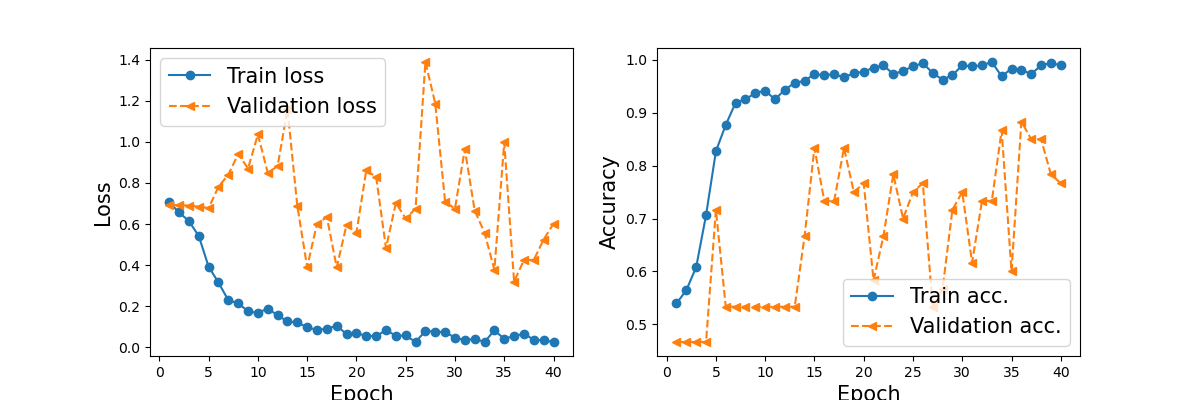 1.4
1.2
1.0
0.8
0.6
0.4
0.2
0.0
Loss
Train loss
Validation loss
0 5 10 15 20 25 30 35 40
Epoch
1.0
0.9
0.8
0.7
0.6
0.5
Accuracy
Train acc.
Validation acc.
0 5 10 15 20 25 30 35 40
Epoch